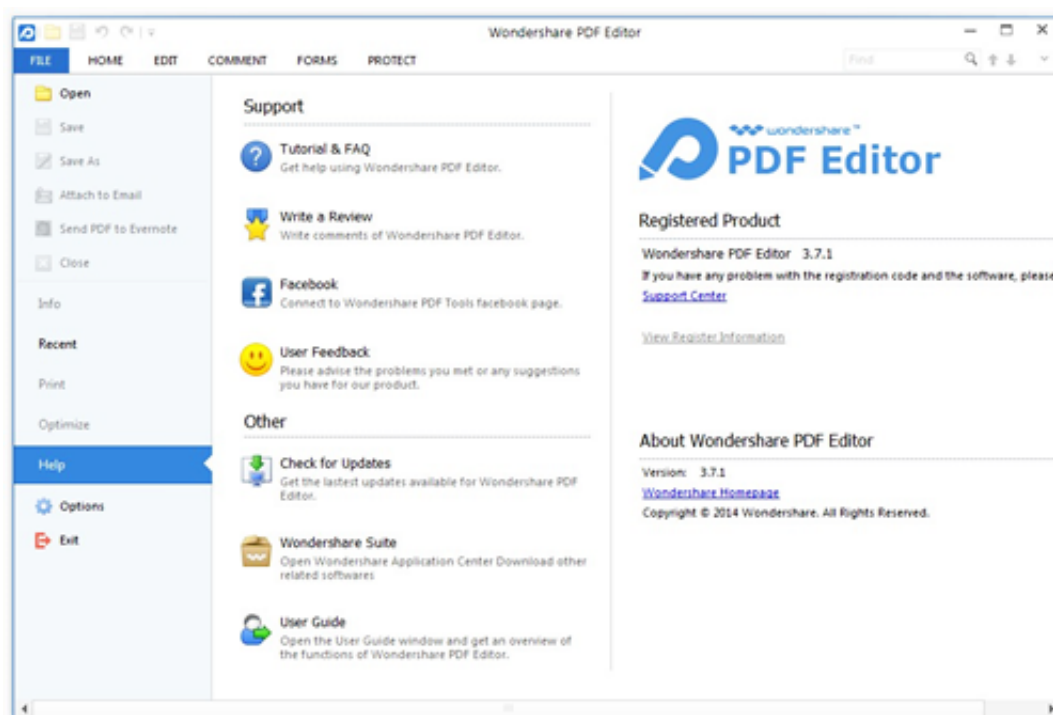 Wondershare PDF Editor
FILE HOME EDIT COMMENT FORMS PROTECT Find
Open
Save
Save As
Attach to Email
Send PDF to Evernote
Close
Info
Recent
Print
Optimize
Help
Options
Exit
Support
Tutorial & FAQ
Get help using Wondershare PDF Editor.
Write a Review
Write comments of Wondershare PDF Editor.
Facebook
Connect to Wondershare PDF Tools facebook page.
User Feedback
Please advise the problems you met or any suggestions
you have for our product.
Other
Check for Updates
Get the lastest updates available for Wondershare PDF
Editor.
Wondershare Suite
Open Wondershare Application Center Download other
related softwares
User Guide
Open the User Guide window and get an overview of
the functions of Wondershare PDF Editor.
wondershare™
PDF Editor
Registered Product
Wondershare PDF Editor 3.7.1
If you have any problem with the registration code and the software, please
Support Center
View Register Information
About Wondershare PDF Editor
Version: 3.7.1
Wondershare Homepage
Copyright © 2014 Wondershare. All Rights Reserved.